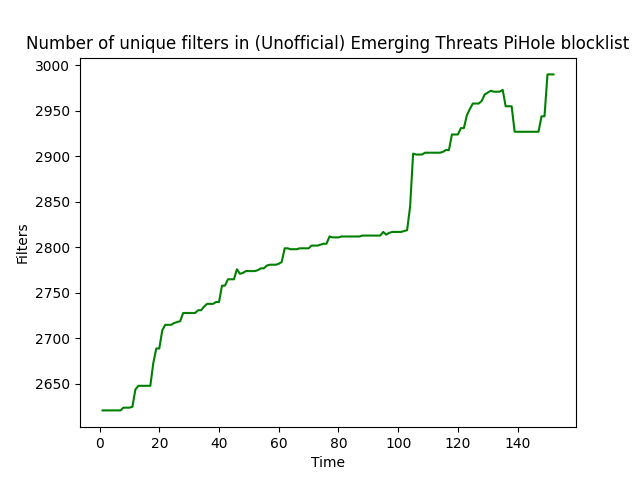 Number of unique filters in (Unofficial) Emerging Threats PiHole blocklist
3000
2950
2900
2850
2800
2750
2700
2650
Filters
0 20 40 60 80 100 120 140
Time